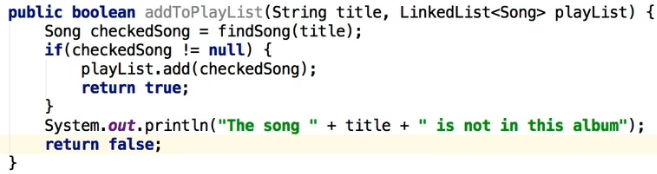 public boolean addToPlayList(String title, LinkedList<Song> playList) {
    Song checkedSong = findSong(title);
    if(checkedSong != null) {
        playList.add(checkedSong);
        return true;
    }
    System.out.println("The song " + title + " is not in this album");
    return false;
}